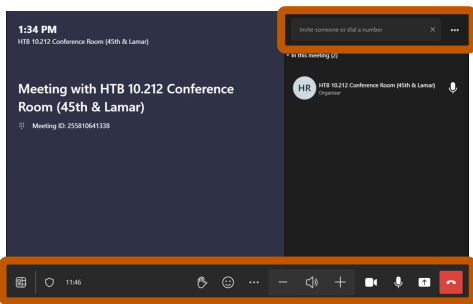 1:34 PM
HTB 10.212 Conference Room (45th & Lamar)
Invite someone or dial a number
In this meeting (2)
Meeting with HTB 10.212 Conference
Room (45th & Lamar)
Meeting ID: 255810641338
HR
HTB 10.212 Conference Room (45th & Lamar)
Organizer
11:46